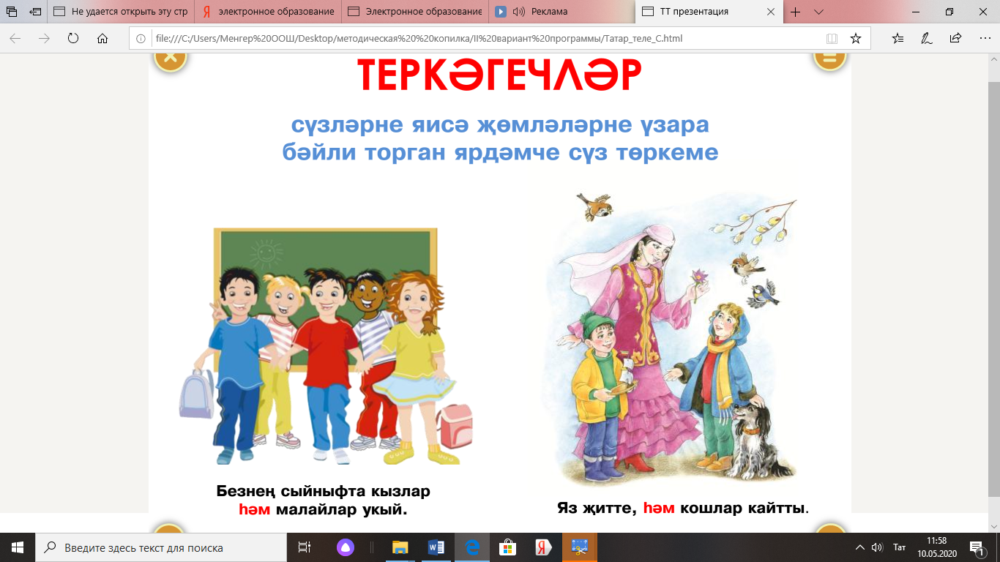 Не удается открыть эту стр
электронное образование
Электронное образование
Реклама
ТТ презентация
file:///C:/Users/Менгер%20ООШ/Desktop/методическая%20%20копилка/II%20вариант%20программы/Татар_теле_С.html
ТЕРКӘГЕЧЛӘР
сүзләрне яисә җөмләләрне үзара
бәйли торган ярдәмче сүз төркеме
Безнең сыйныфта кызлар
һәм малайлар укый.
Яз җитте, һәм кошлар кайтты.
Введите здесь текст для поиска
Тат
11:58
10.05.2020
1